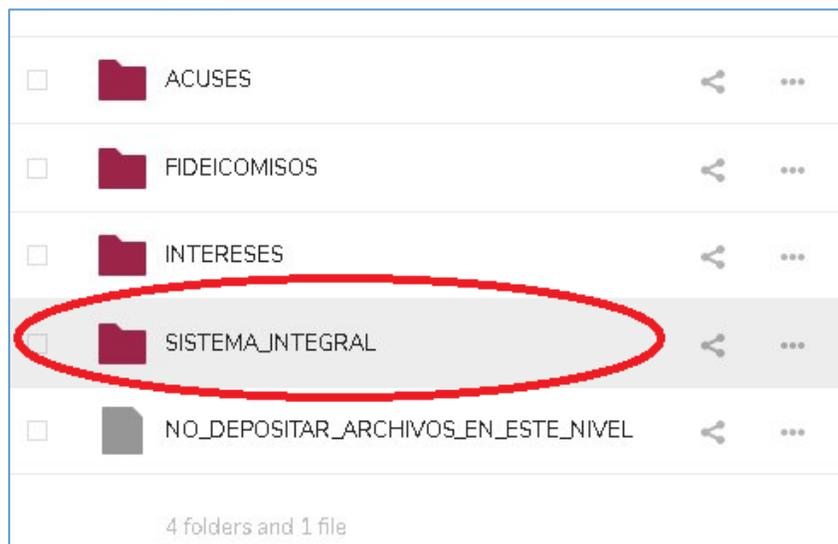 ACUSES
FIDEICOMISOS
INTERESES
SISTEMA_INTEGRAL
NO_DEPOSITAR_ARCHIVOS_EN_ESTE_NIVEL
4 folders and 1 file